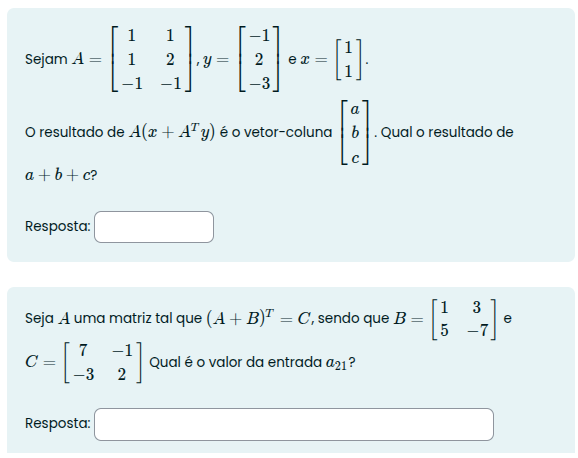 Sejam $A = \begin{bmatrix} 1 & 1 \\ 1 & 2 \\ -1 & -1 \end{bmatrix}, y = \begin{bmatrix} -1 \\ 2 \\ -3 \end{bmatrix}$ e $x = \begin{bmatrix} 1 \\ 1 \end{bmatrix}$.
O resultado de $A(x + A^T y)$ é o vetor-coluna $\begin{bmatrix} a \\ b \\ c \end{bmatrix}$. Qual o resultado de
$a + b + c$?
Resposta:
Seja $A$ uma matriz tal que $(A + B)^T = C$, sendo que $B = \begin{bmatrix} 1 & 3 \\ 5 & -7 \end{bmatrix}$ e
$C = \begin{bmatrix} 7 & -1 \\ -3 & 2 \end{bmatrix}$ Qual é o valor da entrada $a_{21}$?
Resposta: